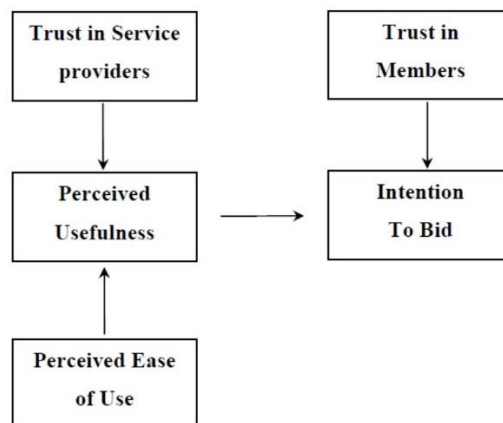 Trust in Service
providers
Trust in
Members
Perceived
Usefulness
Intention
To Bid
Perceived Ease
of Use